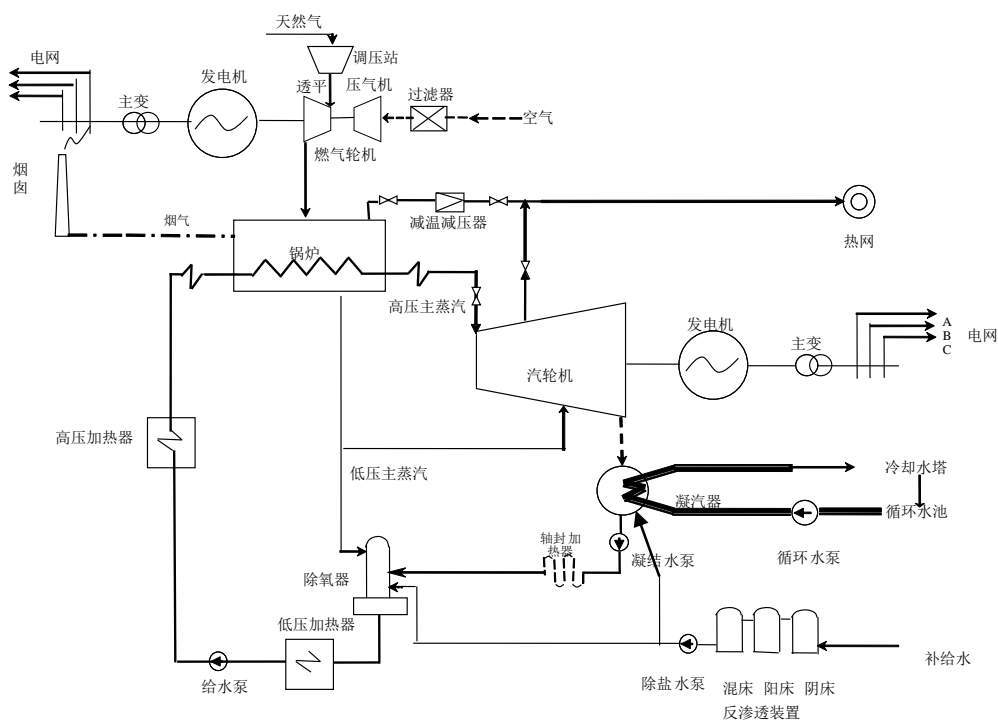 天然气
电网
调压站
发电机
透平
压气机
主变
过滤器
空气
燃气轮机
烟
囱
烟气
减温减压器
热网
锅炉
高压主蒸汽
发电机
A
B
C
电网
主变
汽轮机
高压加热器
低压主蒸汽
冷却水塔
凝汽器
循环水池
轴封加
热器
凝结水泵
循环水泵
除氧器
低压加热器
补给水
给水泵
除盐水泵
混床 阳床 阴床
反渗透装置